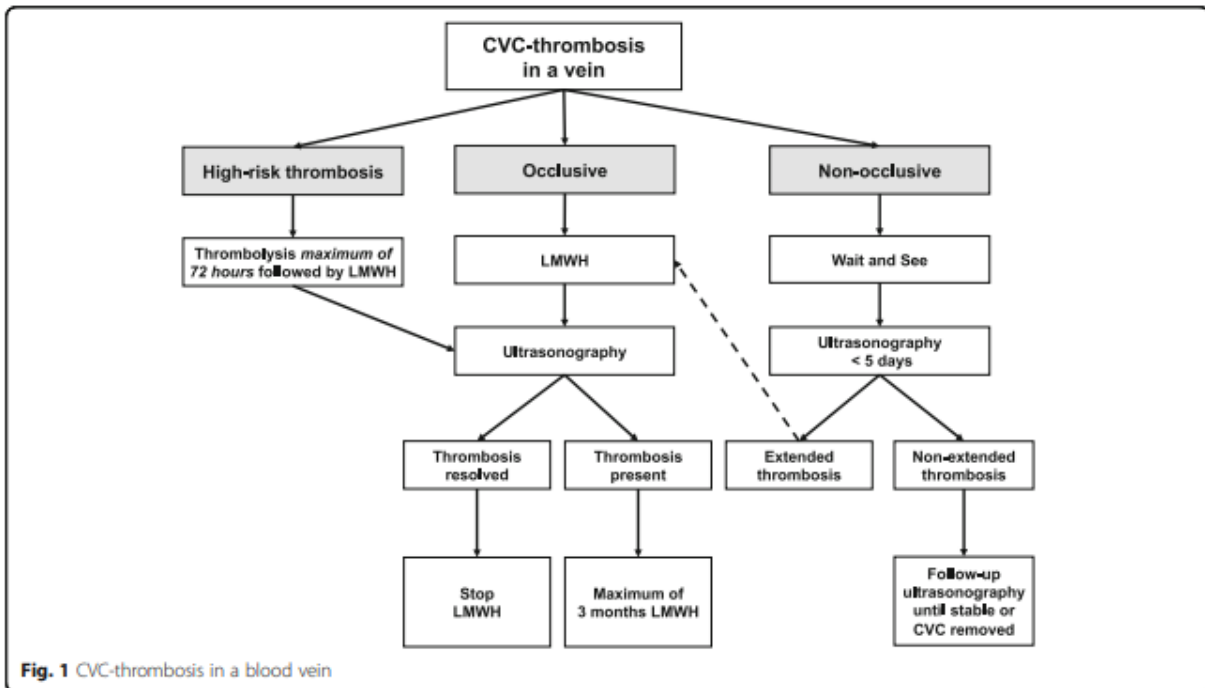 CVC-thrombosis
in a vein
High-risk thrombosis
Occlusive
Non-occlusive
Thrombolysis maximum of
72 hours followed by LMWH
LMWH
Wait and See
Ultrasonography
Ultrasonography
< 5 days
Thrombosis
resolved
Thrombosis
present
Extended
thrombosis
Non-extended
thrombosis
Stop
LMWH
Maximum of
3 months LMWH
Follow-up
ultrasonography
until stable or
CVC removed
Fig. 1 CVC-thrombosis in a blood vein